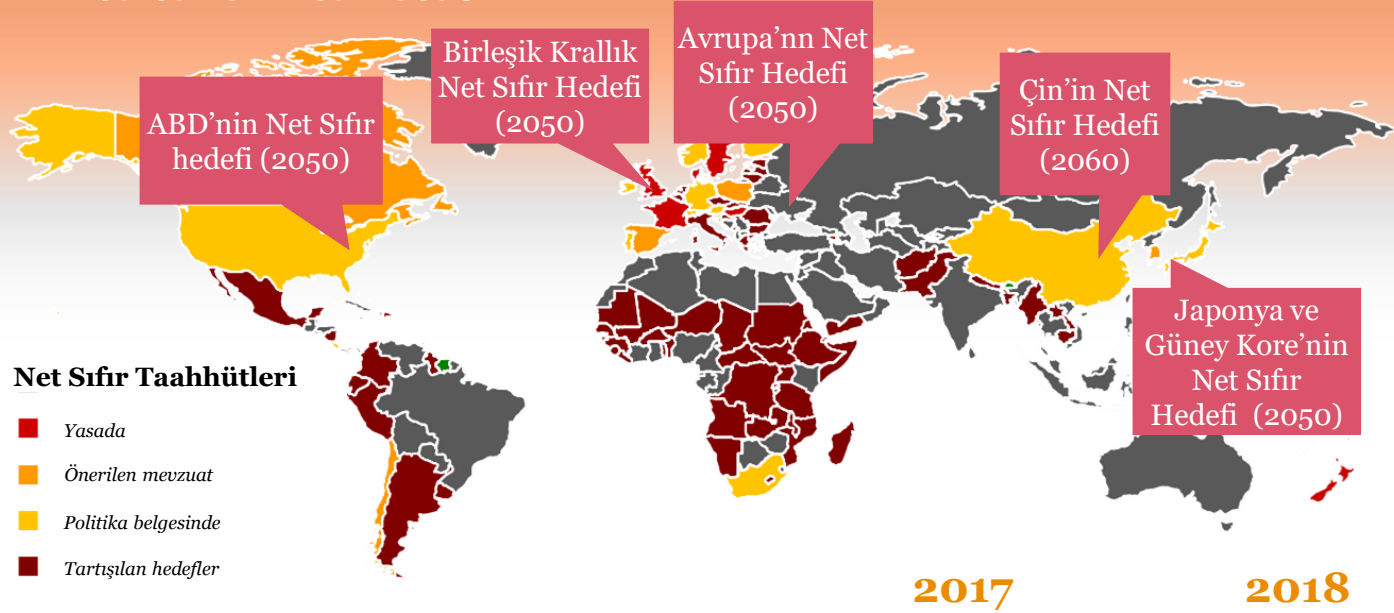 Birleşik Krallık
Net Sıfır Hedefi
(2050)
Avrupa’nn Net
Sıfır Hedefi
(2050)
Çin’in Net
Sıfır Hedefi
(2060)
ABD’nin Net Sıfır
hedefi (2050)
Japonya ve
Güney Kore’nin
Net Sıfır
Hedefi (2050)
Net Sıfır Taahhütleri
Yasada
Önerilen mevzuat
Politika belgesinde
Tartışılan hedefler
2017
2018